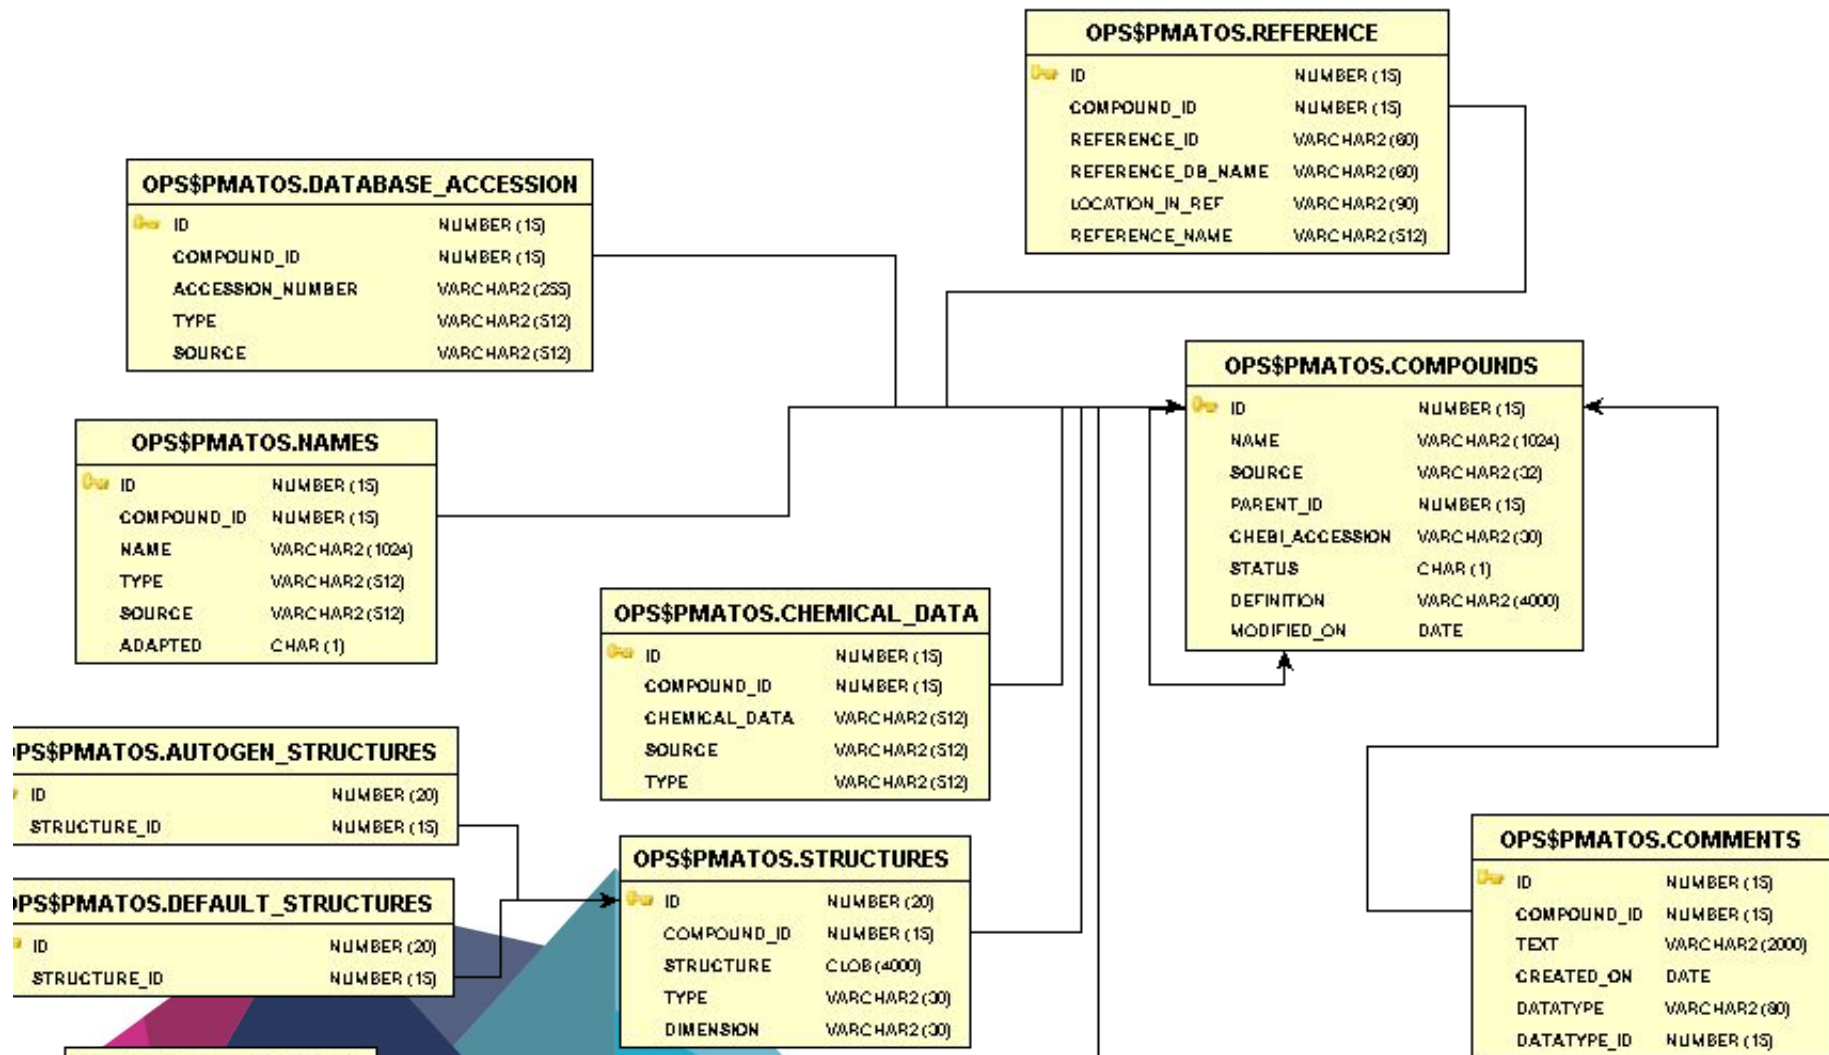 OPS$PMATOS.REFERENCE
ID NUMBER (15)
COMPOUND_ID NUMBER (15)
REFERENCE_ID VARCHAR2 (60)
REFERENCE_DB_NAME VARCHAR2 (60)
LOCATION_IN_REF VARCHAR2 (90)
REFERENCE_NAME VARCHAR2 (512)
OPS$PMATOS.DATABASE_ACCESSION
ID NUMBER (15)
COMPOUND_ID NUMBER (15)
ACCESSION_NUMBER VARCHAR2 (255)
TYPE VARCHAR2 (512)
SOURCE VARCHAR2 (512)
OPS$PMATOS.COMPOUNDS
ID NUMBER (15)
NAME VARCHAR2 (1024)
SOURCE VARCHAR2 (32)
PARENT_ID NUMBER (15)
CHEBI_ACCESSION VARCHAR2 (30)
STATUS CHAR (1)
DEFINITION VARCHAR2 (4000)
MODIFIED_ON DATE
OPS$PMATOS.NAMES
ID NUMBER (15)
COMPOUND_ID NUMBER (15)
NAME VARCHAR2 (1024)
TYPE VARCHAR2 (512)
SOURCE VARCHAR2 (512)
ADAPTED CHAR (1)
OPS$PMATOS.CHEMICAL_DATA
ID NUMBER (15)
COMPOUND_ID NUMBER (15)
CHEMICAL_DATA VARCHAR2 (512)
SOURCE VARCHAR2 (512)
TYPE VARCHAR2 (512)
PS$PMATOS.AUTOGEN_STRUCTURES
ID NUMBER (20)
STRUCTURE_ID NUMBER (15)
PS$PMATOS.DEFAULT_STRUCTURES
ID NUMBER (20)
STRUCTURE_ID NUMBER (15)
OPS$PMATOS.STRUCTURES
ID NUMBER (20)
COMPOUND_ID NUMBER (15)
STRUCTURE CLOB (4000)
TYPE VARCHAR2 (30)
DIMENSION VARCHAR2 (30)
OPS$PMATOS.COMMENTS
ID NUMBER (15)
COMPOUND_ID NUMBER (15)
TEXT VARCHAR2 (2000)
CREATED_ON DATE
DATATYPE VARCHAR2 (80)
DATATYPE_ID NUMBER (15)